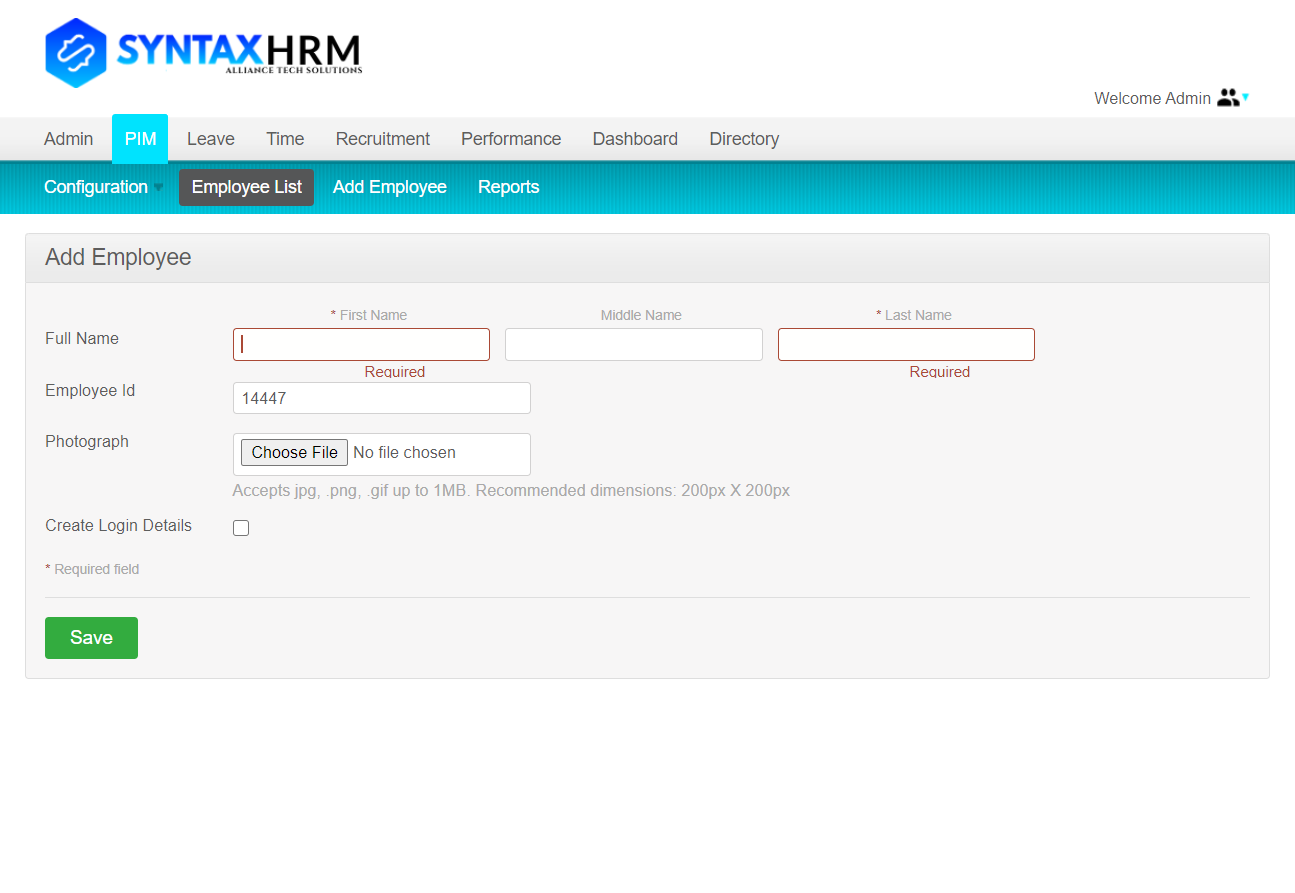 SYNTAXHRM
ALLIANCE TECH SOLUTIONS
Welcome Admin
Admin PIM Leave Time Recruitment Performance Dashboard Directory
Configuration Employee List Add Employee Reports
Add Employee
* First Name Middle Name * Last Name
Full Name
Required Required
Employee Id 14447
Photograph Choose File No file chosen
Accepts jpg, .png, .gif up to 1MB. Recommended dimensions: 200px X 200px
Create Login Details
* Required field
Save